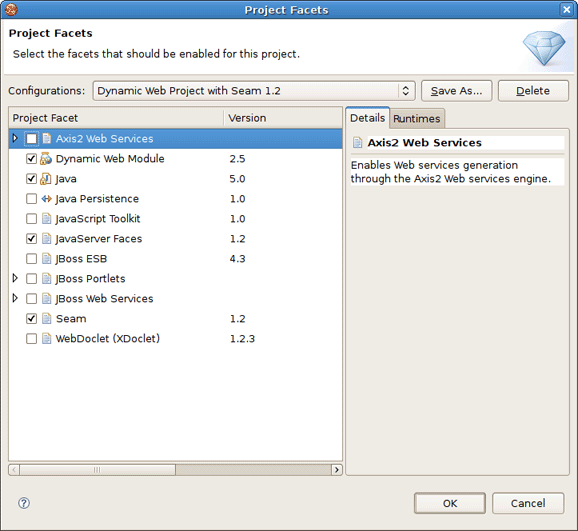 Project Facets
Project Facets
Select the facets that should be enabled for this project.
Configurations: Dynamic Web Project with Seam 1.2 Save As... Delete
Project Facet Version
Details Runtimes
Axis2 Web Services
Dynamic Web Module 2.5
Java 5.0
Java Persistence 1.0
JavaScript Toolkit 1.0
JavaServer Faces 1.2
JBoss ESB 4.3
JBoss Portlets
JBoss Web Services
Seam 1.2
WebDoclet (XDoclet) 1.2.3
Axis2 Web Services
Enables Web services generation
through the Axis2 Web services engine.
? OK Cancel